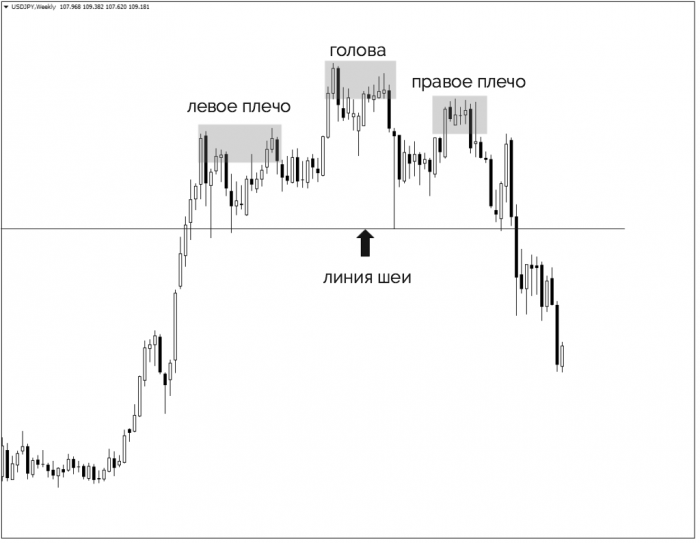 USDJPY,Weekly 107.968 109.382 107.620 109.181
голова
правое плечо
левое плечо
линия шеи